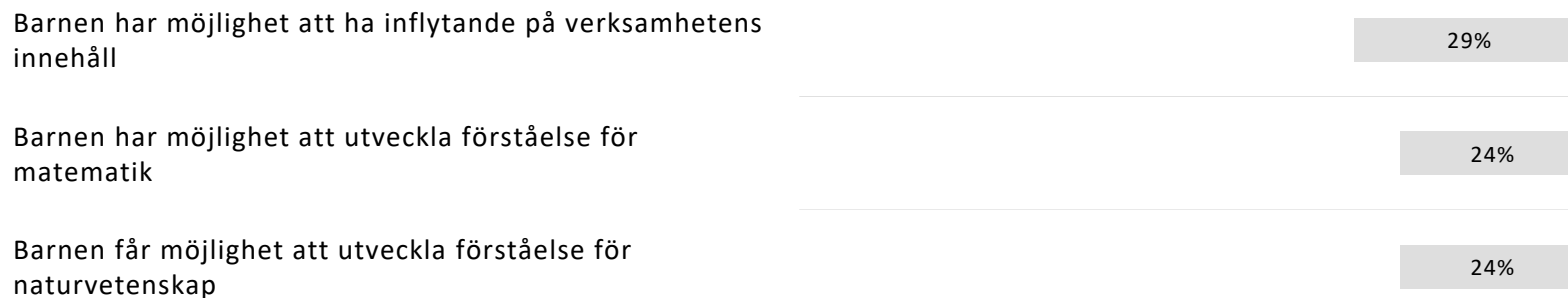 Barnen har möjlighet att ha inflytande på verksamhetens
innehåll
29%
Barnen har möjlighet att utveckla förståelse för
matematik
24%
Barnen får möjlighet att utveckla förståelse för
naturvetenskap
24%